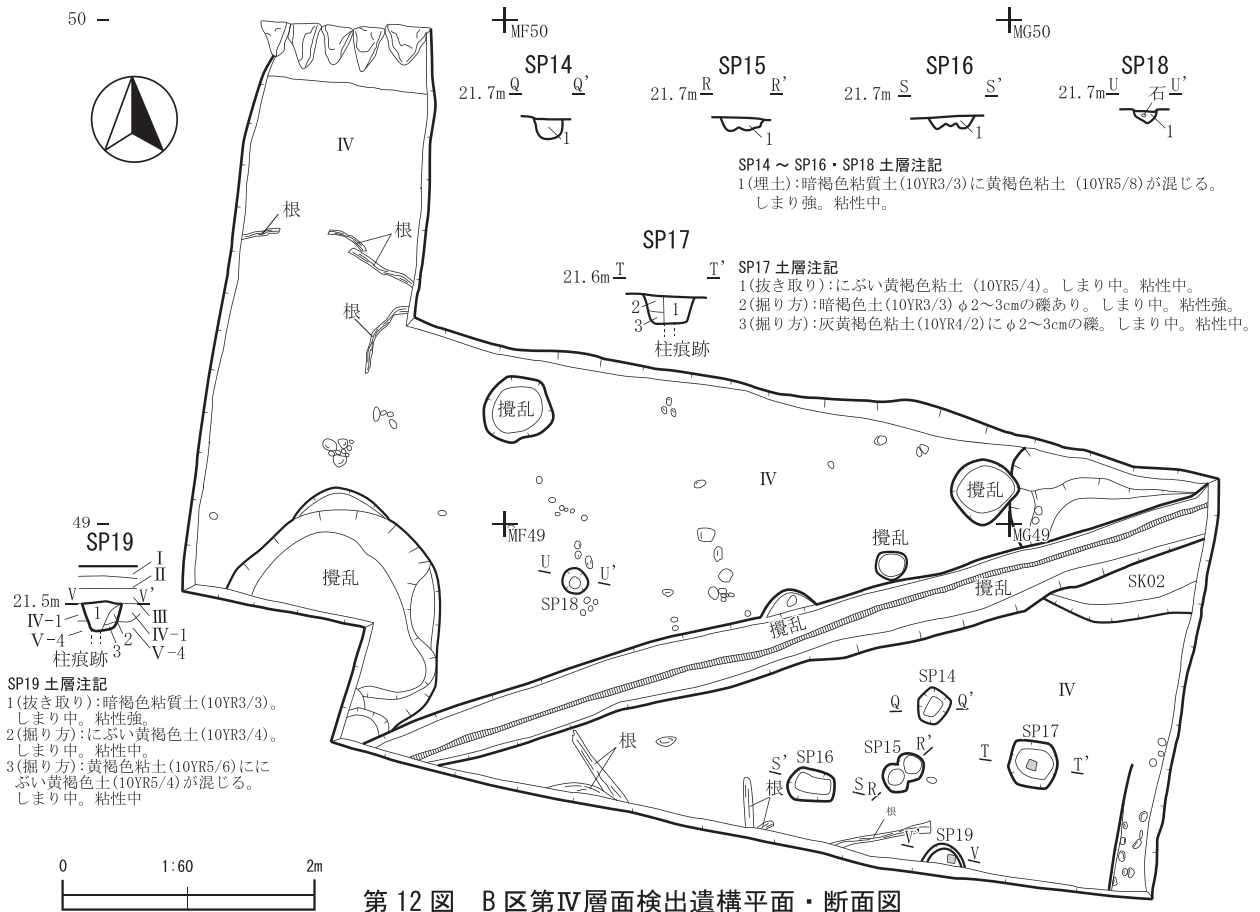 50
MF50
MG50
SP14
21.7m Q Q'
1
SP15
21.7m R R'
1
SP16
21.7m S S'
1
SP18
21.7m U 石 U'
1
SP14～SP16・SP18 土層注記
1(埋土)：暗褐色粘質土(10YR3/3)に黄褐色粘土 (10YR5/8)が混じる。
しまり強。粘性中。
SP17
21.6m T T'
2 1
3
柱痕跡
SP17 土層注記
1(抜き取り)：にぶい黄褐色粘土 (10YR5/4)。しまり中。粘性中。
2(掘り方)：暗褐色土(10YR3/3)φ2～3cmの礫あり。しまり中。粘性強。
3(掘り方)：灰黄褐色粘土(10YR4/2)にφ2～3cmの礫。しまり中。粘性中。
Ⅳ
根
根
根
攪乱
Ⅳ
攪乱
49
MF49
MG49
攪乱
攪乱
U U'
SP18
攪乱
攪乱
SK02
SP19
Ⅰ
Ⅱ
21.5m V V'
1
Ⅳ-1 Ⅲ
Ⅳ-1
Ⅴ-4 2 Ⅴ-4
3
柱痕跡
SP19 土層注記
1(抜き取り)：暗褐色粘質土(10YR3/3)。
しまり中。粘性強。
2(掘り方)：にぶい黄褐色土(10YR3/4)。
しまり中。粘性中。
3(掘り方)：黄褐色粘土(10YR5/6)にに
ぶい黄褐色土(10YR5/4)が混じる。
しまり中。粘性中
SP14
Q Q'
Ⅳ
SP17
T T'
SP15
R'
R
SP16
S' S
根
根
根
SP19
V' V
0 1:60 2m
第12図 B区第Ⅳ層面検出遺構平面・断面図